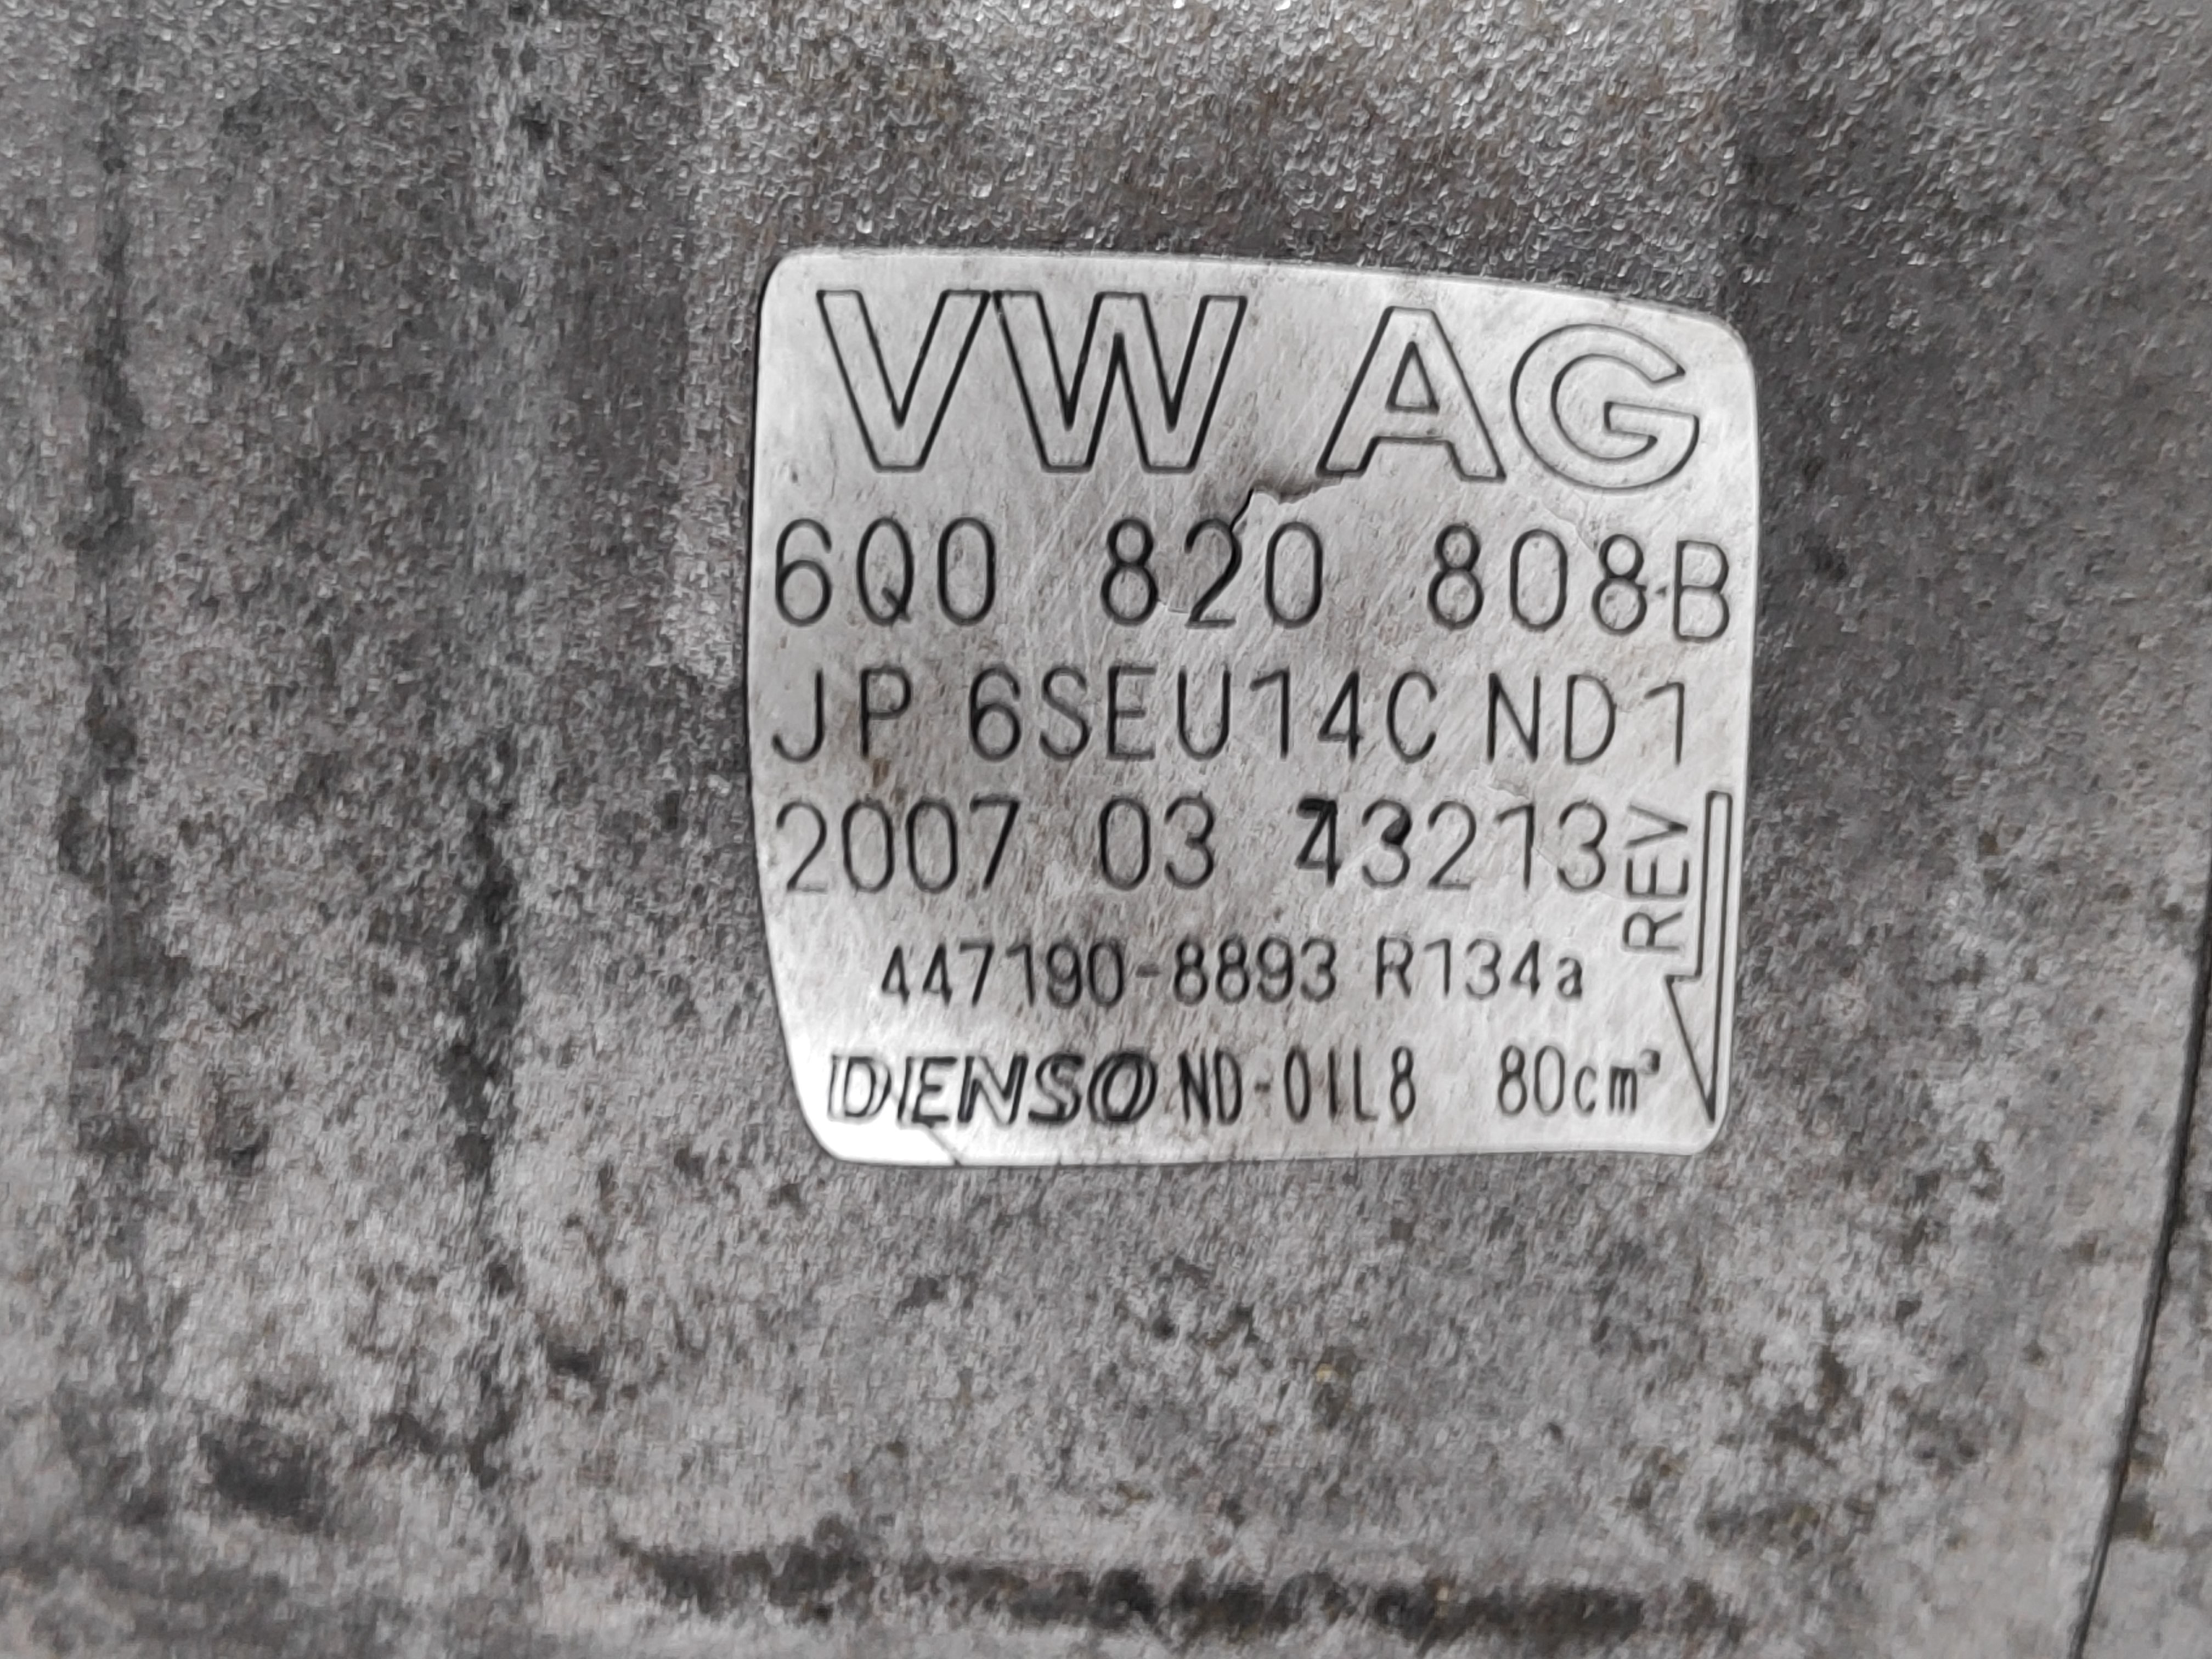 VW AG
6Q0 820 808B
JP 6SEU14C ND1
2007 03 43213
REV
447190-8893 R134a
DENSO ND-OIL8 80cm³